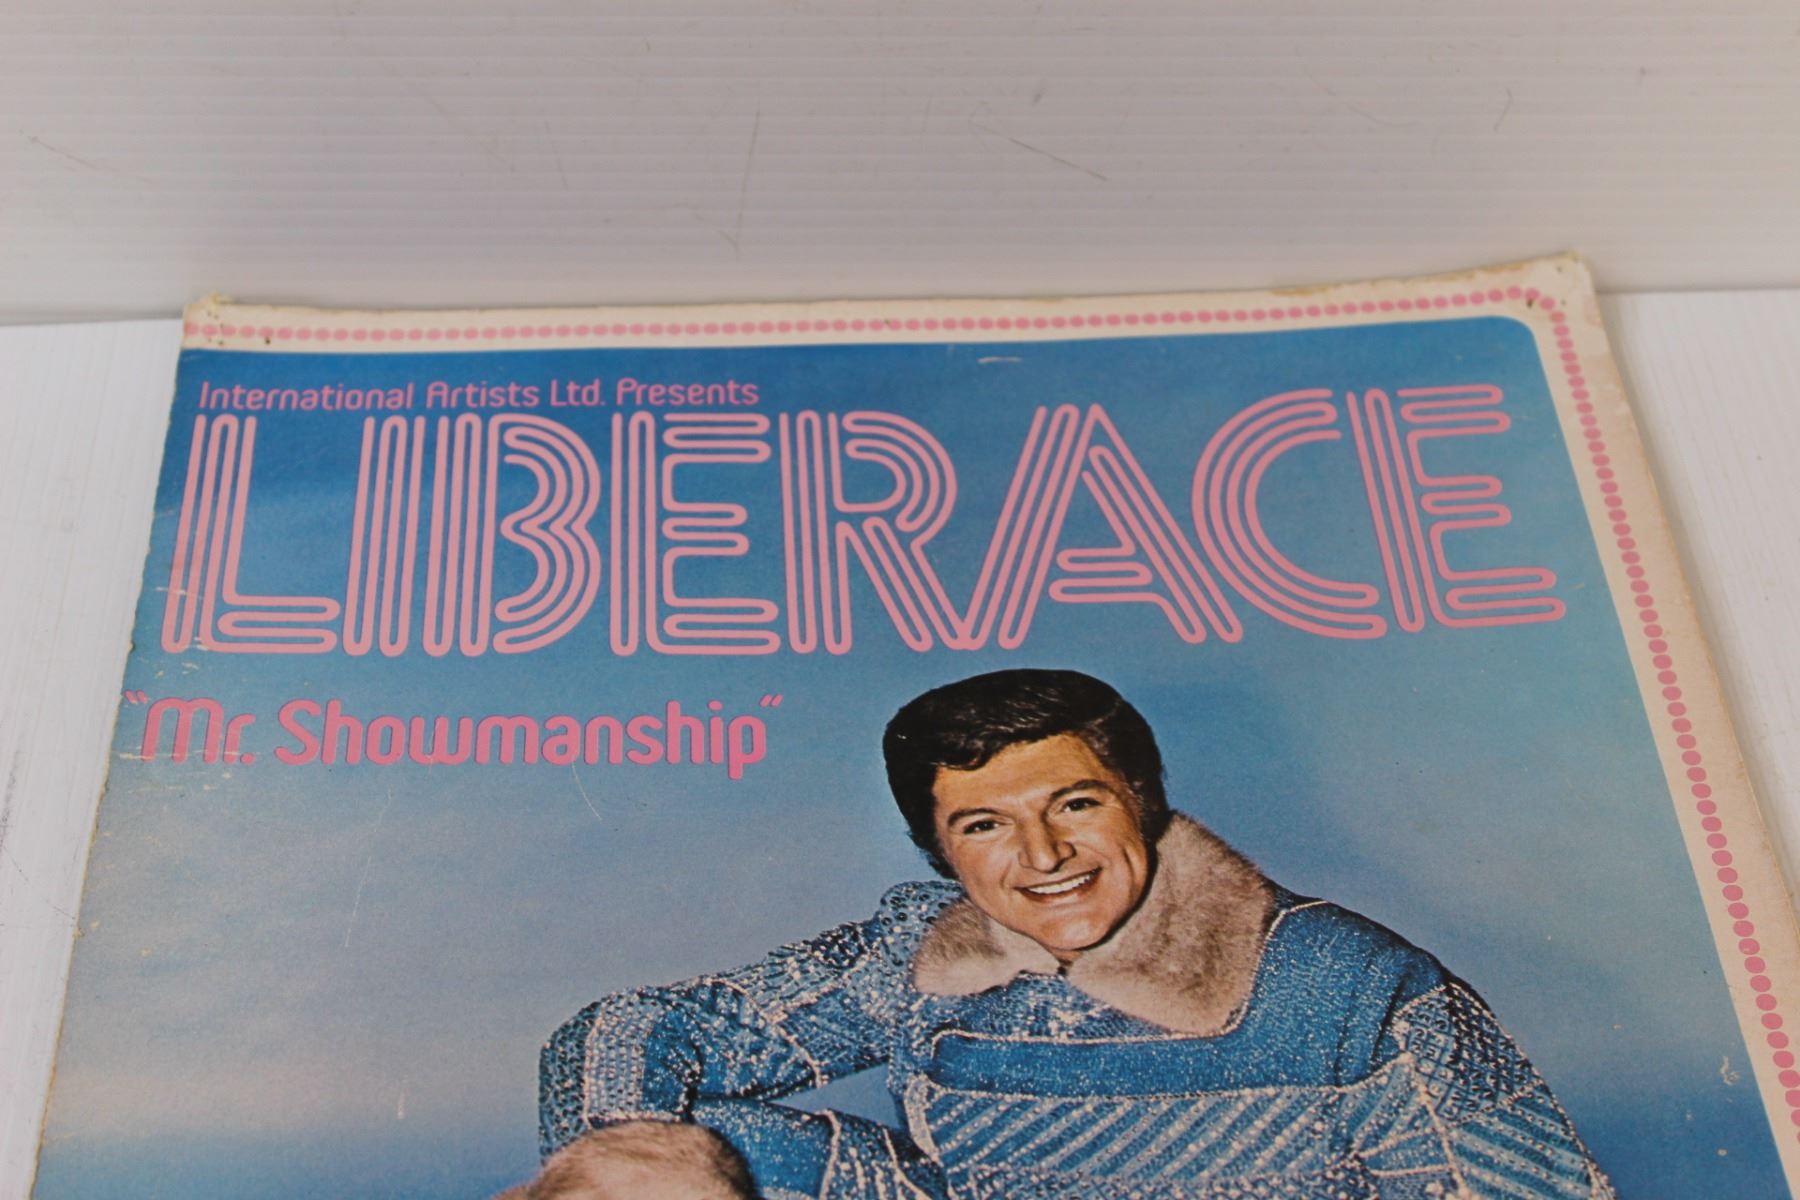 International Artists Ltd. Presents
LIBERACE
"Mr. Showmanship"